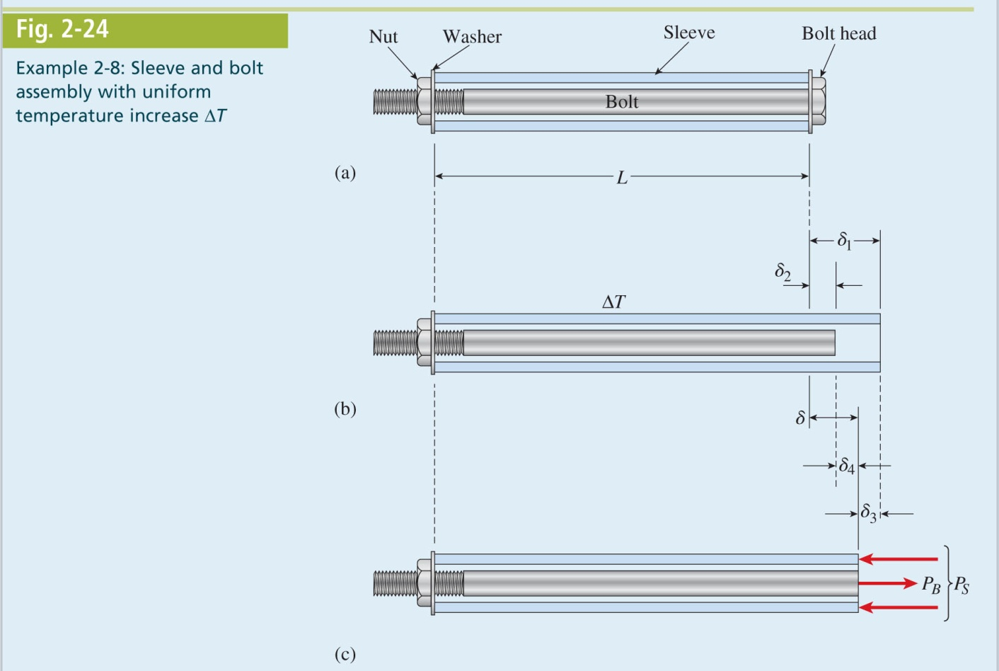 Fig. 2-24
Example 2-8: Sleeve and bolt
assembly with uniform
temperature increase ΔT
Nut
Washer
Sleeve
Bolt head
Bolt
(a)
L
δ1
δ2
ΔT
(b)
δ
δ4
δ3
PB
PS
(c)